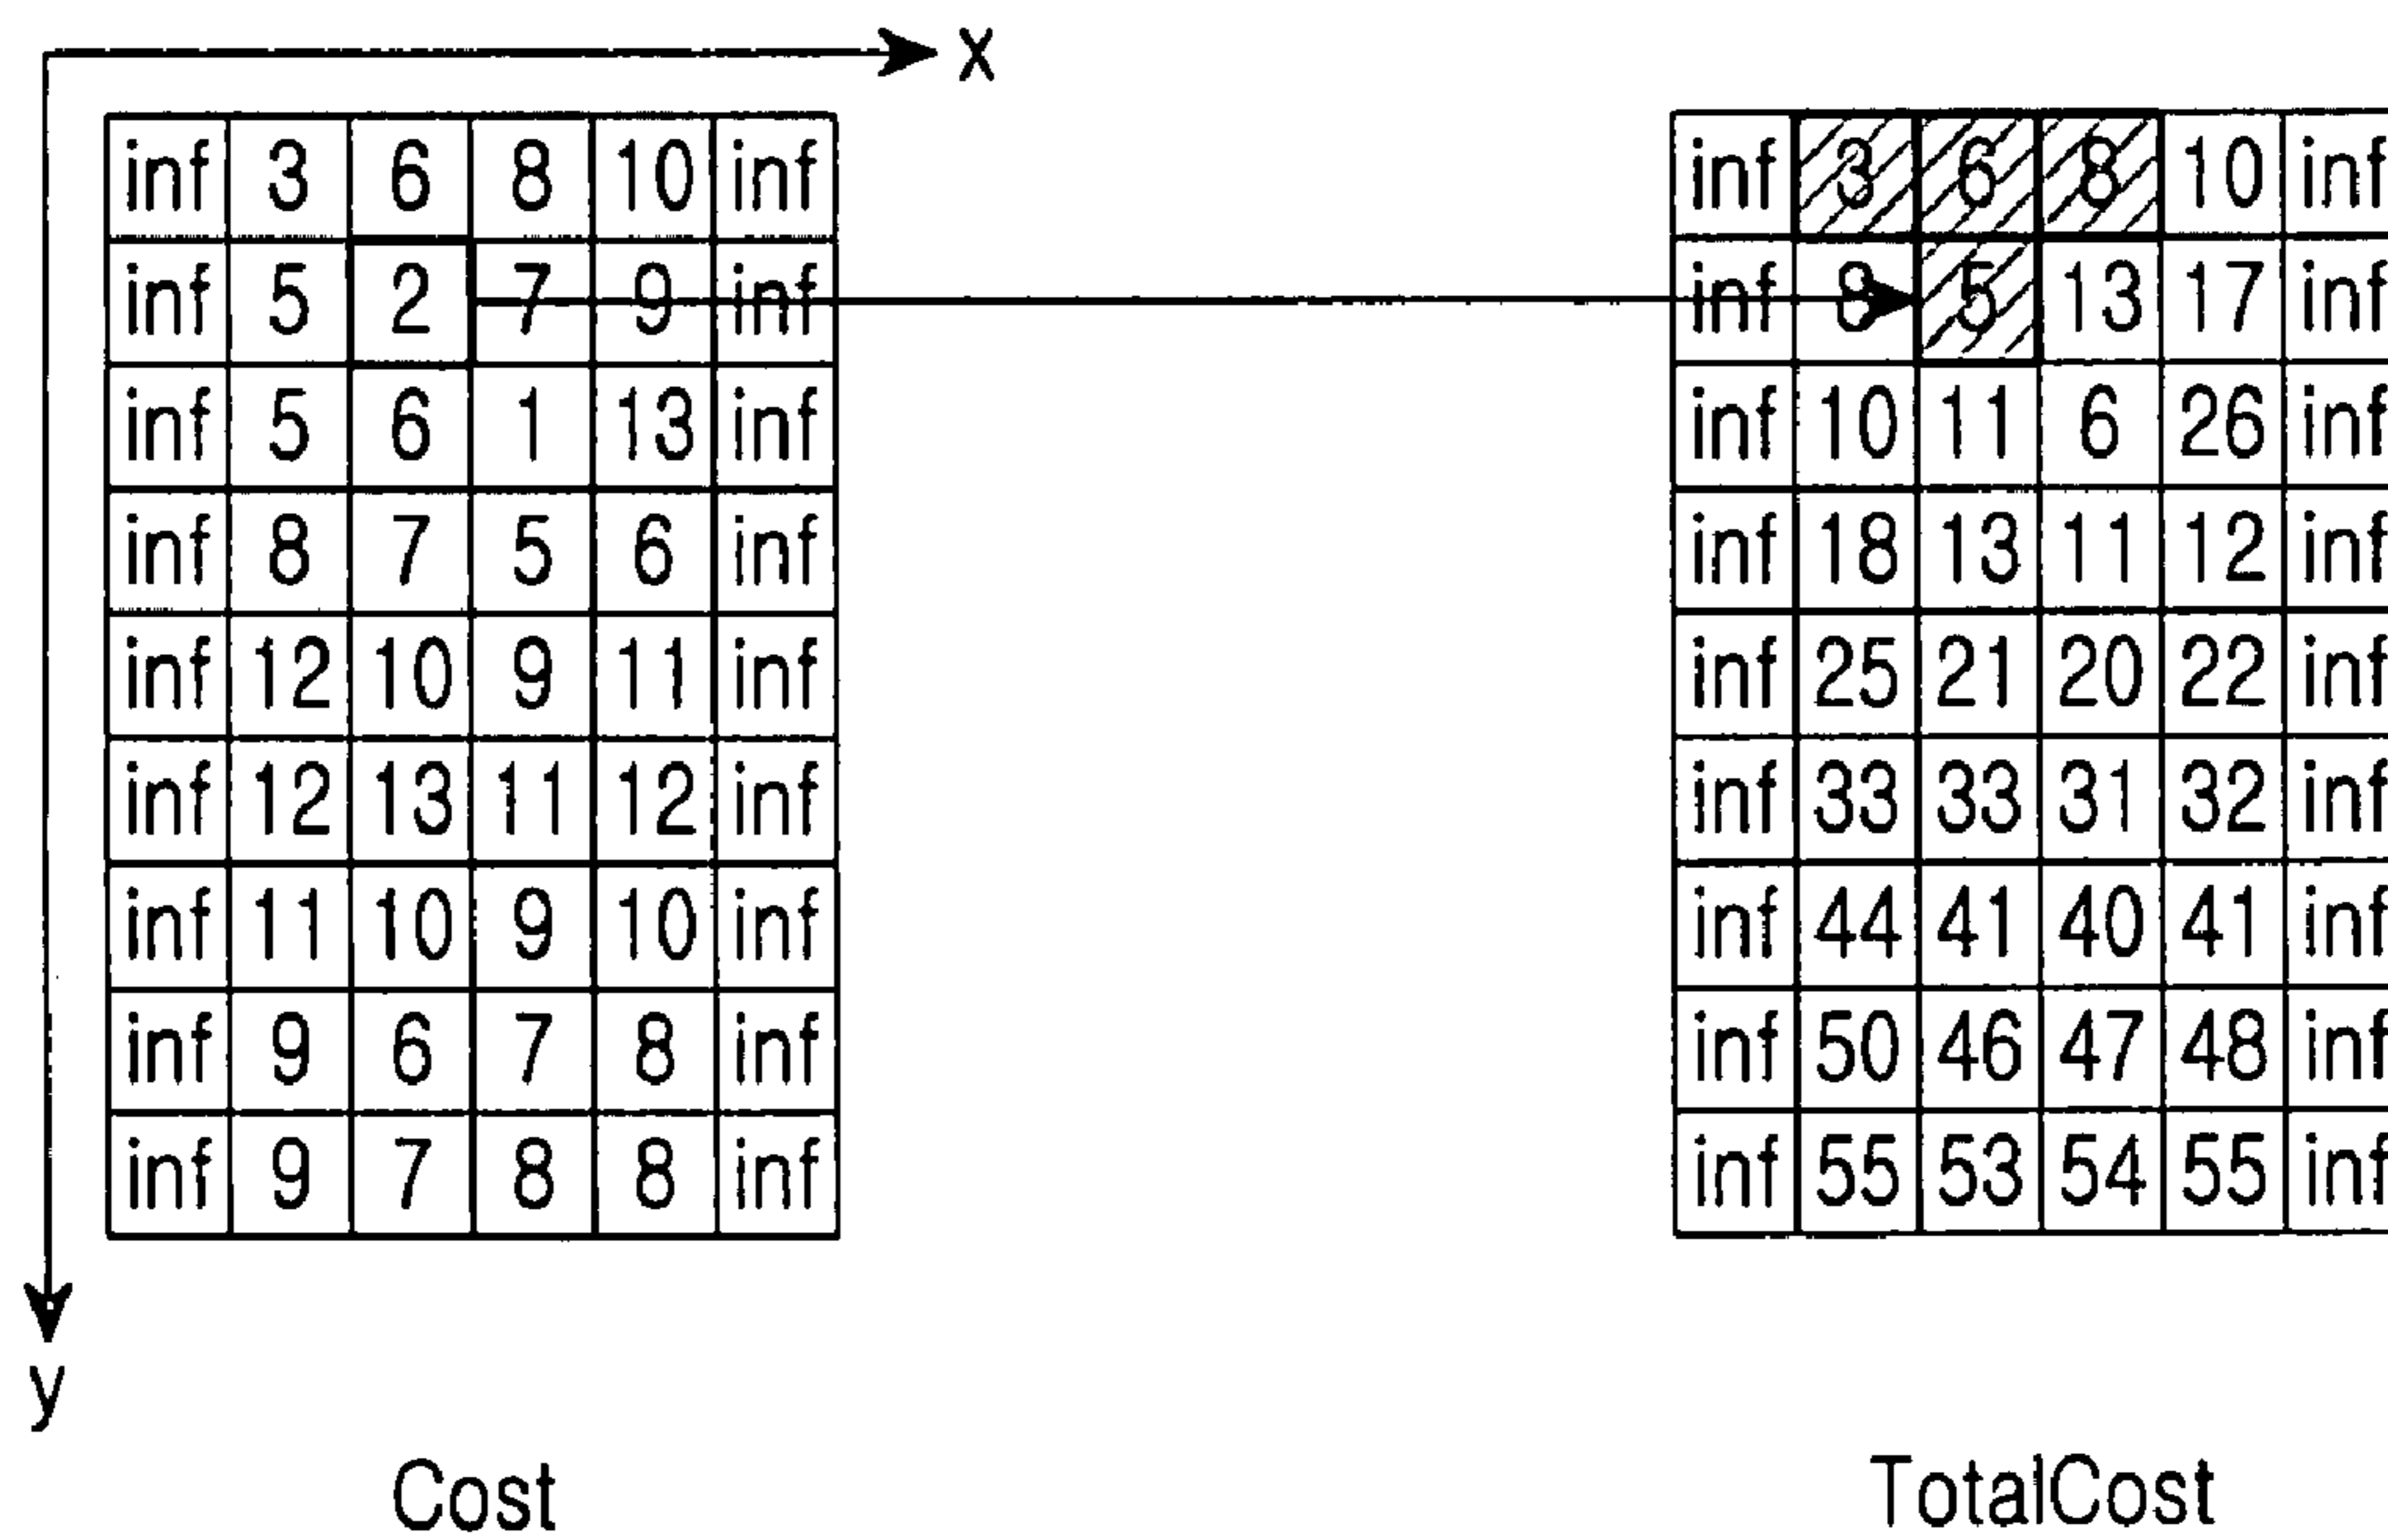 x
inf 3 6 8 10 inf
inf 5 2 7 9 inf
inf 5 6 1 13 inf
inf 8 7 5 6 inf
inf 12 10 9 11 inf
inf 12 13 11 12 inf
inf 11 10 9 10 inf
inf 9 6 7 8 inf
inf 9 7 8 8 inf
y
Cost
inf 3 6 8 10 inf
inf 8 5 13 17 inf
inf 10 11 6 26 inf
inf 18 13 11 12 inf
inf 25 21 20 22 inf
inf 33 33 31 32 inf
inf 44 41 40 41 inf
inf 50 46 47 48 inf
inf 55 53 54 55 inf
TotalCost